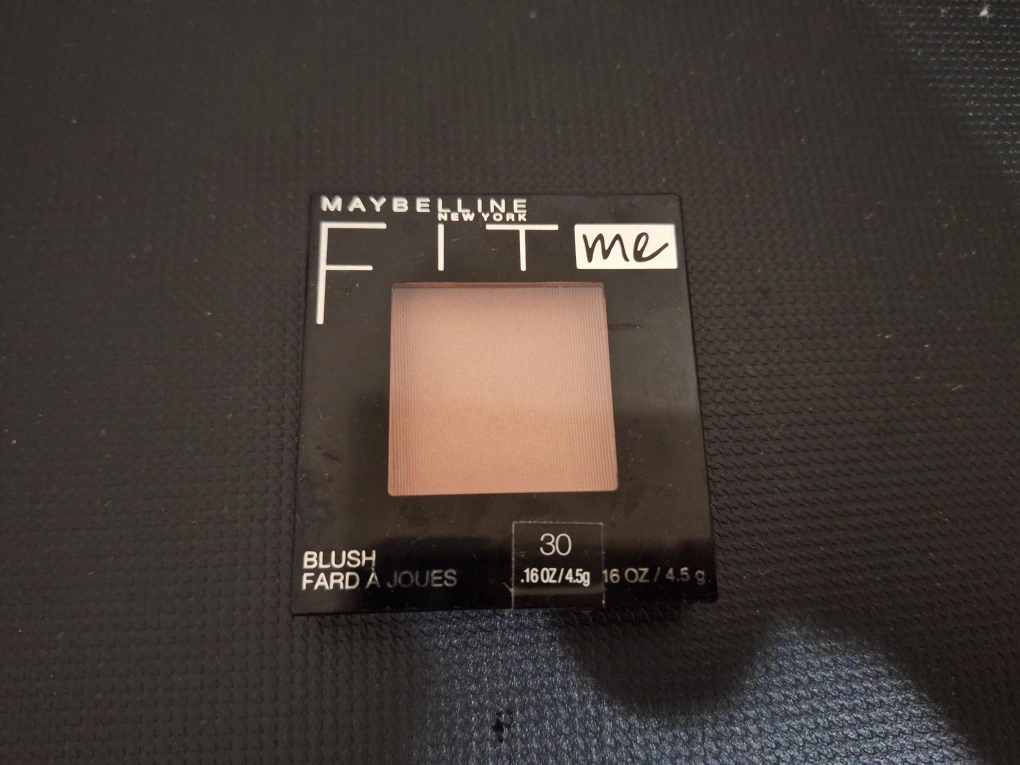 MAYBELLINE
NEW YORK
FIT me
BLUSH
FARD À JOUES
30
.16 OZ/4.5g
16 OZ / 4.5 g